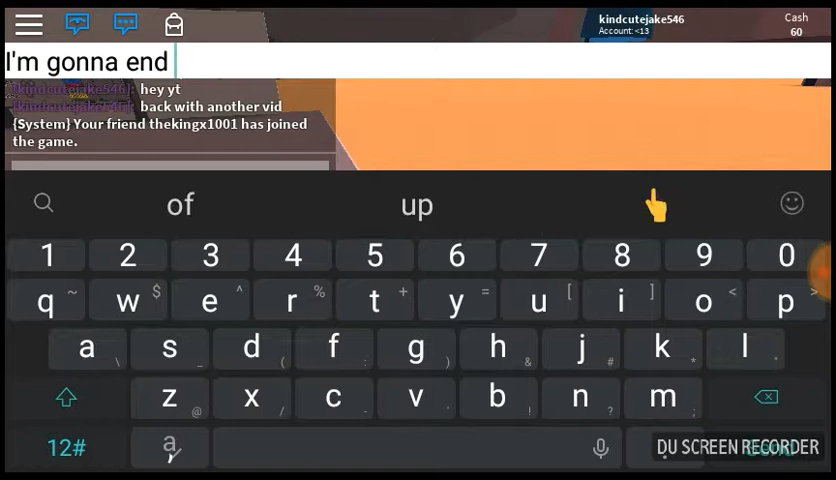 kindcutejake546
Account: <13
Cash
60
I'm gonna end
[kindcutejake546]: hey yt
back with another vid
{System} Your friend thekingx1001 has joined
the game.
of up
1 2 3 4 5 6 7 8 9 0
q ~ w $ e ^ r % t + y = u [ i ] o < p >
a \ s _ d ( f : g ) h & j # k * l "
z @ x / c - v ' b ! n ? m ;
12# a , DU SCREEN RECORDER